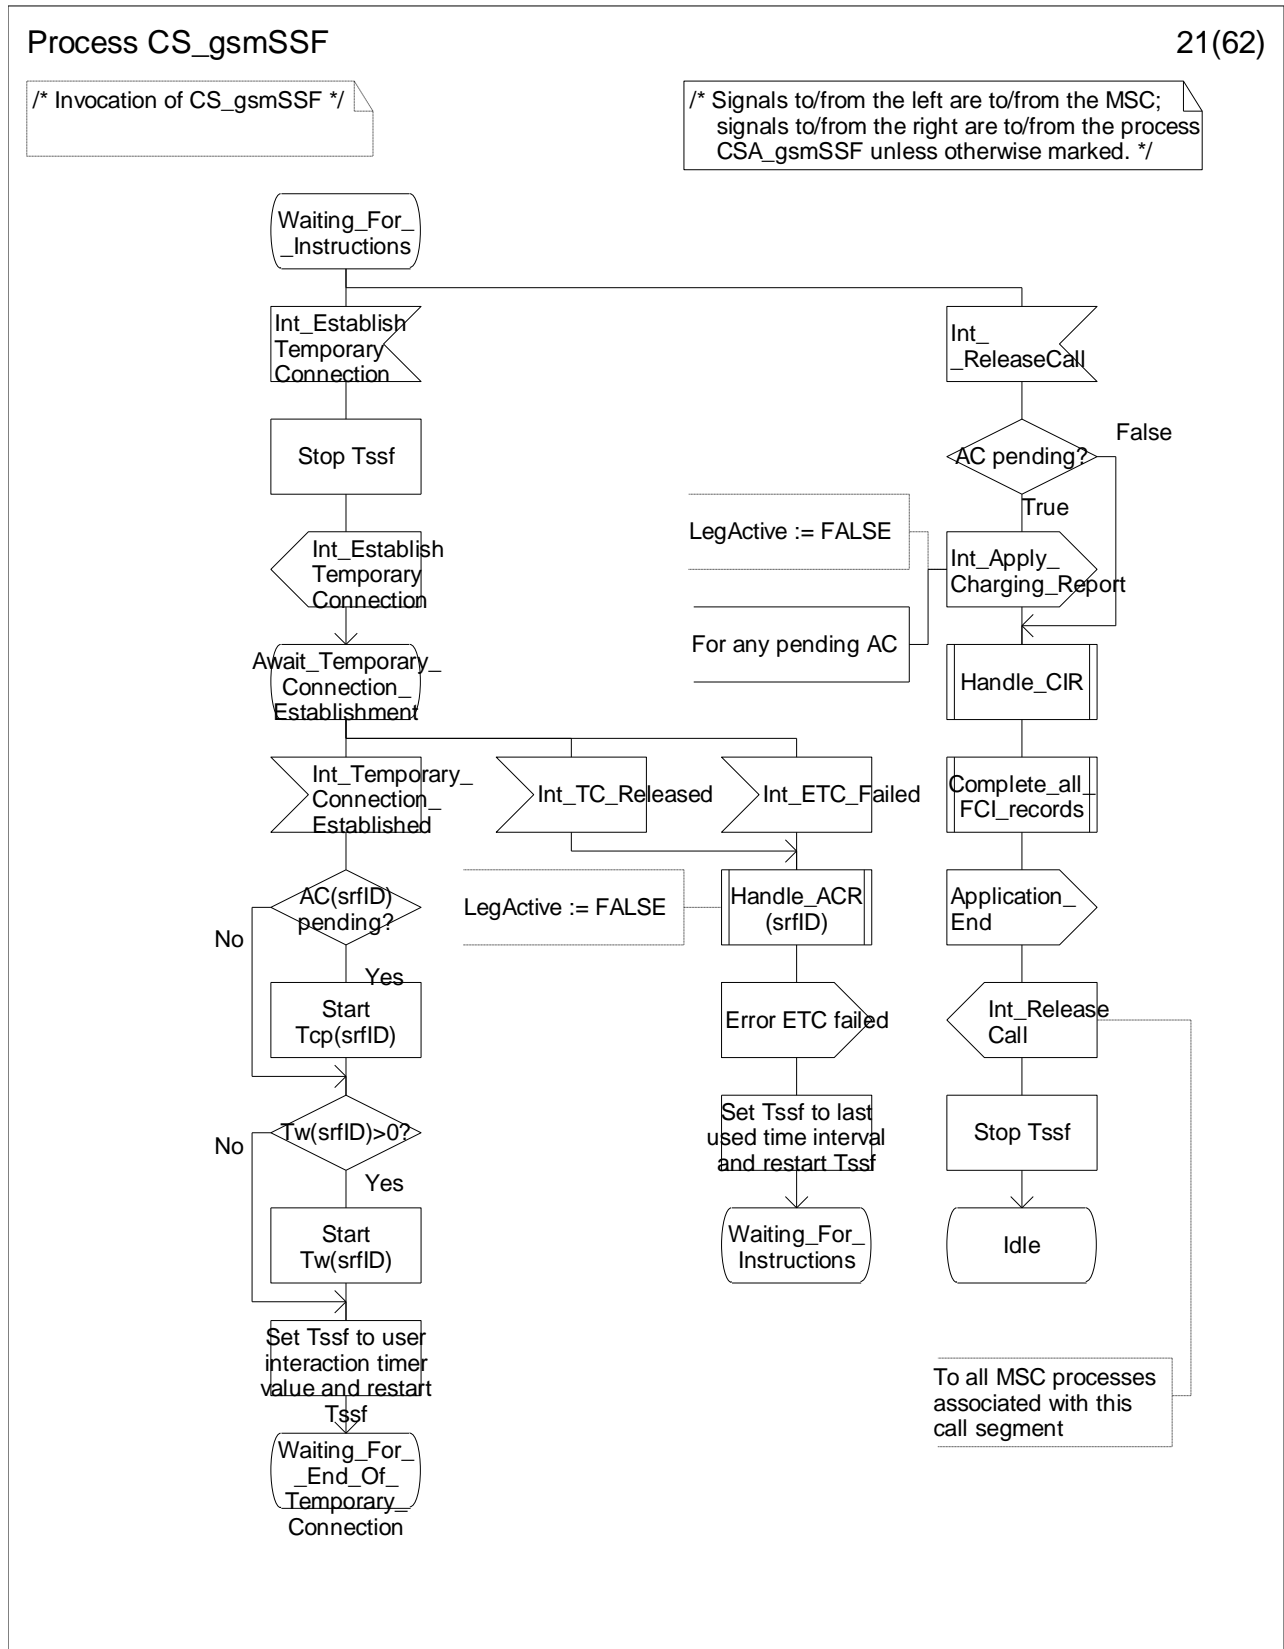 Process CS_gsmSSF
21(62)
/* Invocation of CS_gsmSSF */
/* Signals to/from the left are to/from the MSC;
signals to/from the right are to/from the process
CSA_gsmSSF unless otherwise marked. */
Waiting_For_
_Instructions
Int_Establish
Temporary
Connection
Int_
_ReleaseCall
Stop Tssf
AC pending?
False
True
Int_Establish
Temporary
Connection
LegActive := FALSE
Int_Apply_
Charging_Report
For any pending AC
Await_Temporary_
Connection_
Establishment
Handle_CIR
Int_Temporary_
Connection_
Established
Int_TC_Released
Int_ETC_Failed
Complete_all_
FCI_records
AC(srfID)
pending?
No
Yes
LegActive := FALSE
Handle_ACR
(srfID)
Application_
End
Start
Tcp(srfID)
Error ETC failed
Int_Release
Call
Tw(srfID)>0?
No
Yes
Set Tssf to last
used time interval
and restart Tssf
Stop Tssf
Start
Tw(srfID)
Waiting_For_
Instructions
Idle
Set Tssf to user
interaction timer
value and restart
Tssf
To all MSC processes
associated with this
call segment
Waiting_For_
_End_Of_
Temporary_
Connection